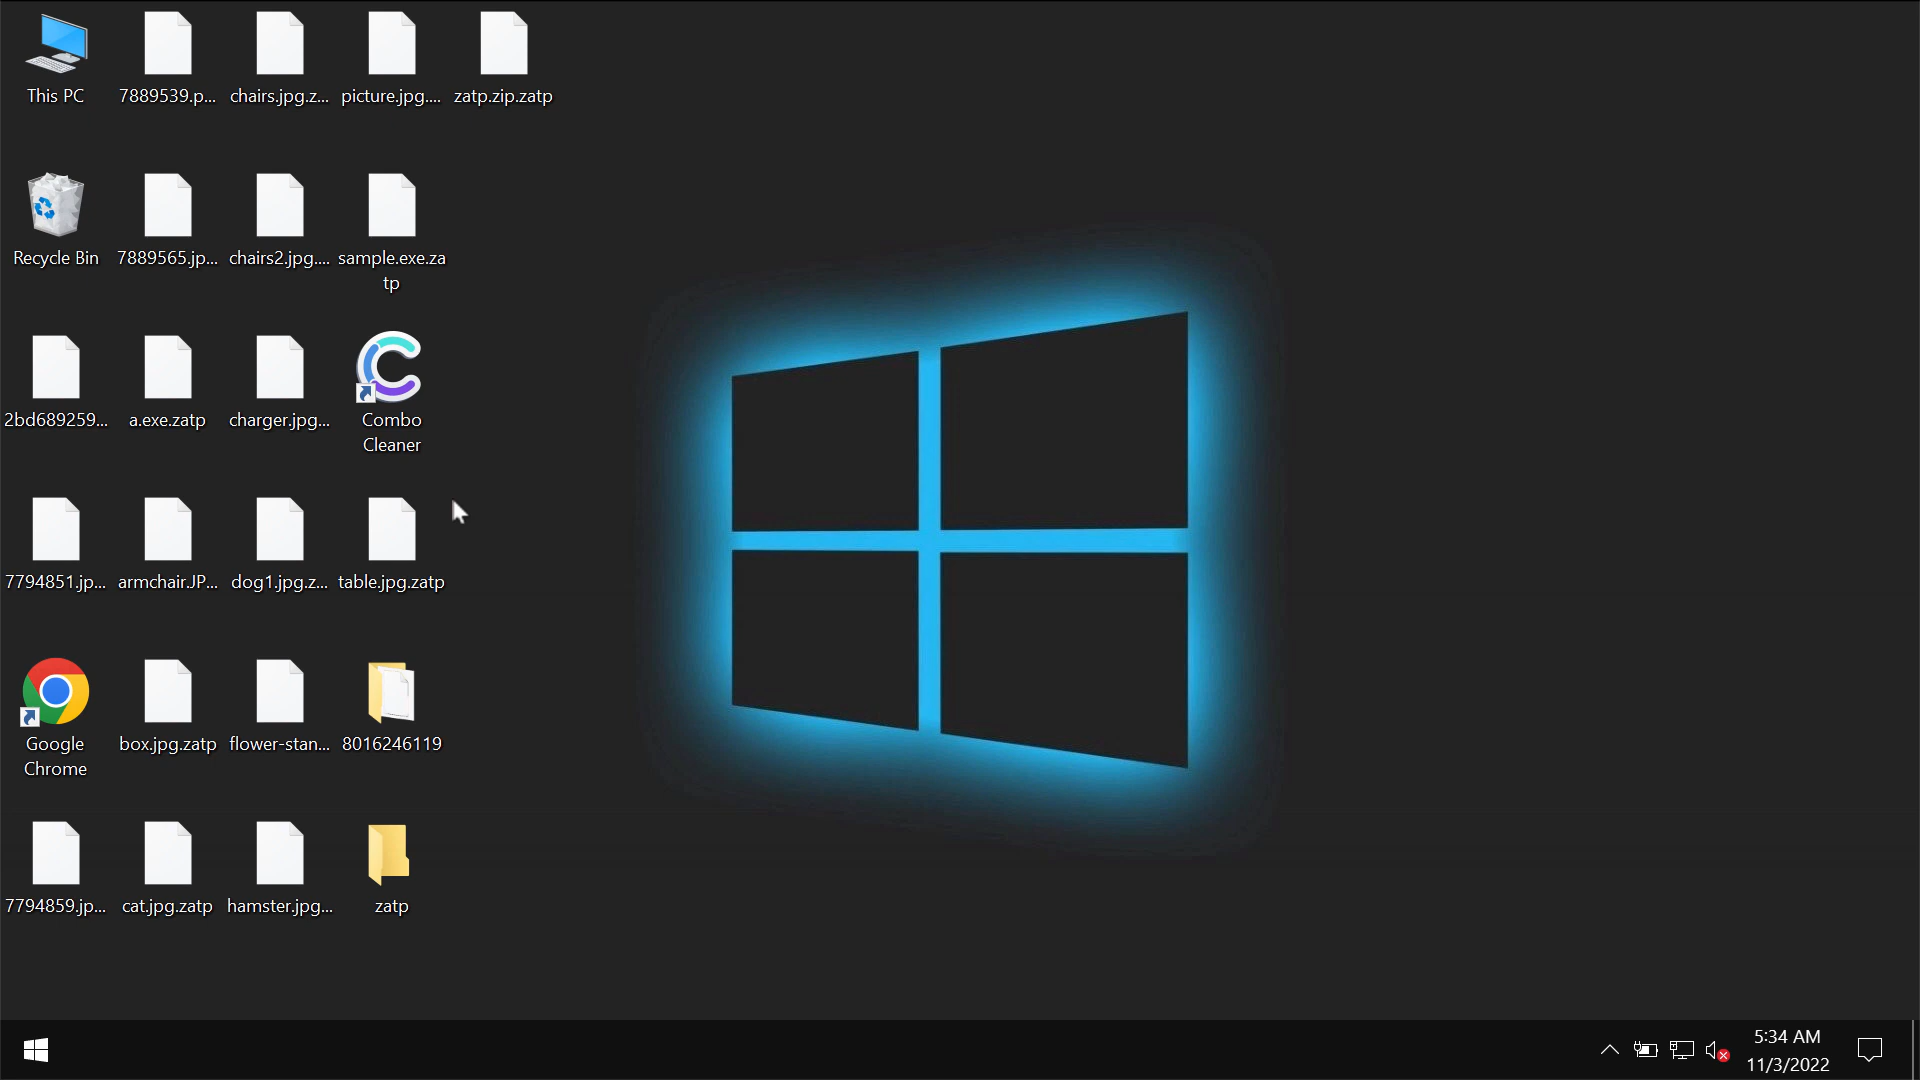 This PC
7889539.p...
chairs.jpg.z...
picture.jpg....
zatp.zip.zatp
Recycle Bin
7889565.jp...
chairs2.jpg....
sample.exe.za
tp
2bd689259...
a.exe.zatp
charger.jpg...
Combo
Cleaner
7794851.jp...
armchair.JP...
dog1.jpg.z...
table.jpg.zatp
Google
Chrome
box.jpg.zatp
flower-stan...
8016246119
7794859.jp...
cat.jpg.zatp
hamster.jpg...
zatp
5:34 AM
11/3/2022